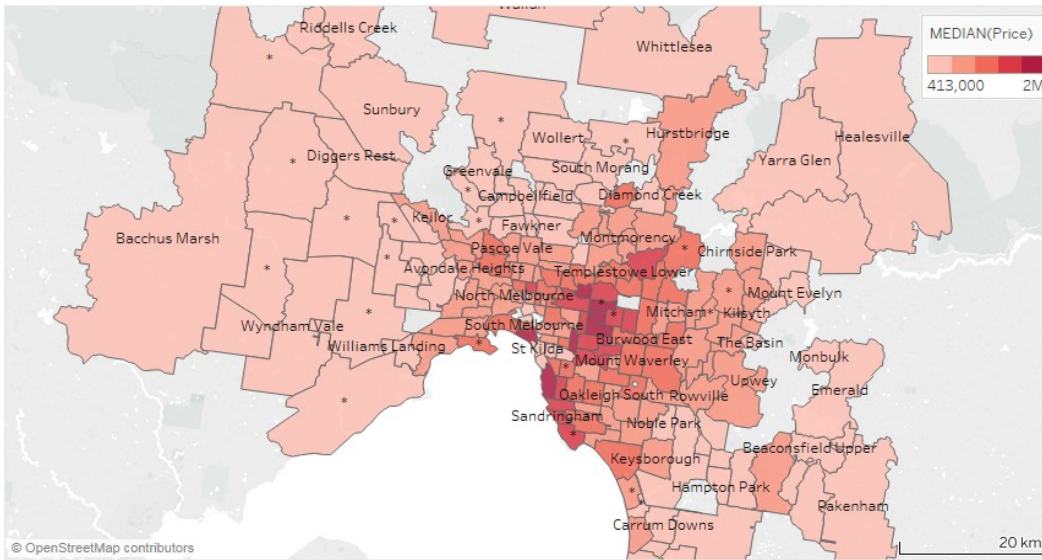 Wallan
Riddells Creek
Whittlesea
MEDIAN(Price)
413,000 2M
Sunbury
Wollert
Hurstbridge
Healesville
Diggers Rest
South Morang
Yarra Glen
Greenvale
Campbellfield
Diamond Creek
Keilor
Fawkner
Bacchus Marsh
Pascoe Vale
Montmorency
Chirnside Park
Avondale Heights
Templestowe Lower
North Melbourne
Mount Evelyn
Mitcham
Kilsyth
Wyndham Vale
South Melbourne
Williams Landing
St Kilda
Burwood East
The Basin
Mount Waverley
Monbulk
Upwey
Emerald
Oakleigh South
Rowville
Sandringham
Noble Park
Beaconsfield Upper
Keysborough
Hampton Park
Pakenham
Carrum Downs
© OpenStreetMap contributors
20 km